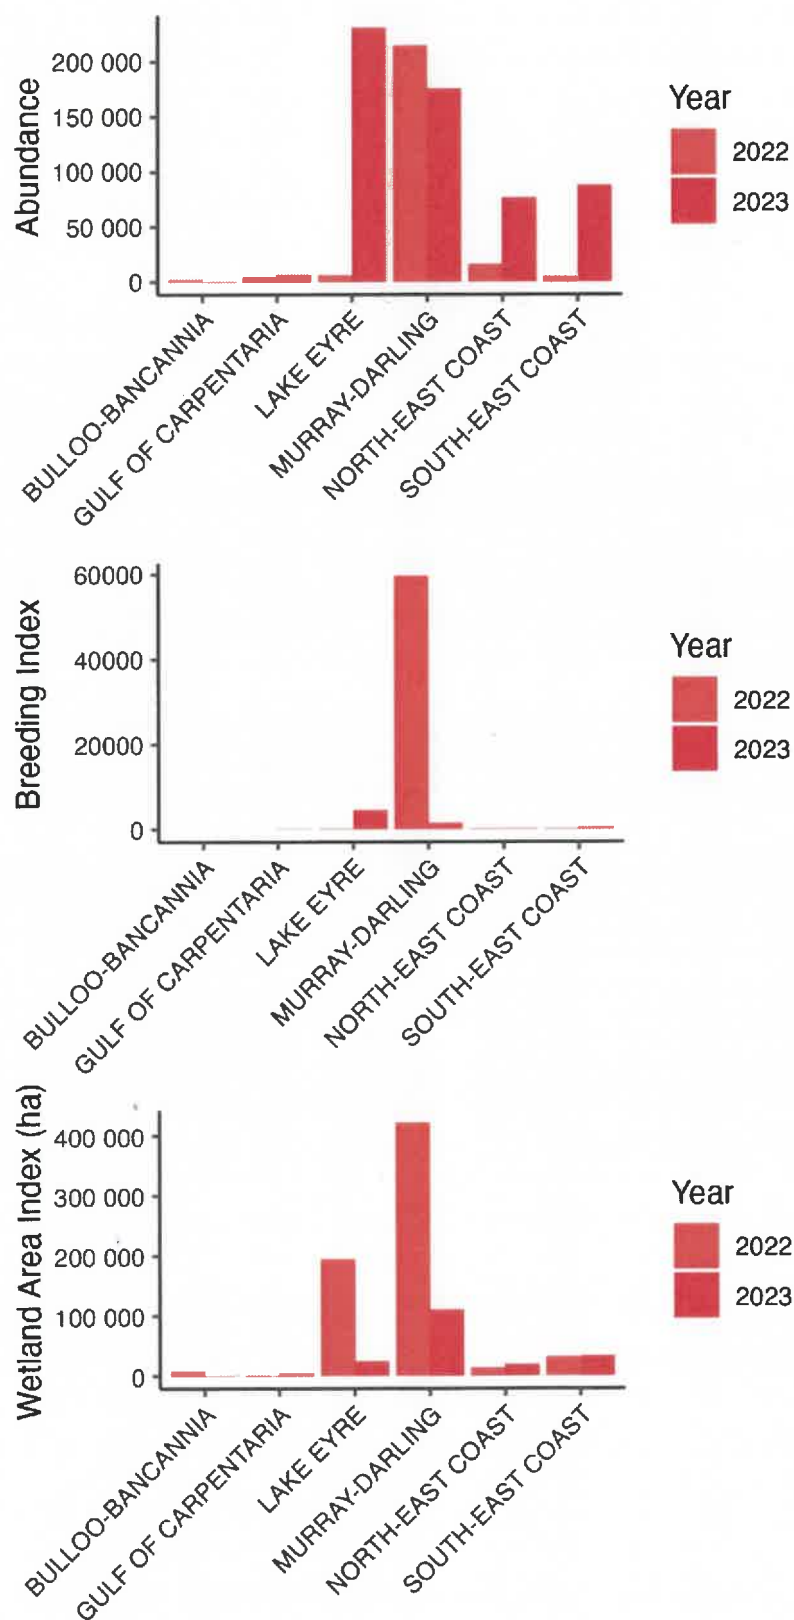 Abundance
200 000
150 000
100 000
50 000
0
BULLOO-BANCANNIA
GULF OF CARPENTARIA
LAKE EYRE
MURRAY-DARLING
NORTH-EAST COAST
SOUTH-EAST COAST
Year
2022
2023
Breeding Index
60000
40000
20000
0
BULLOO-BANCANNIA
GULF OF CARPENTARIA
LAKE EYRE
MURRAY-DARLING
NORTH-EAST COAST
SOUTH-EAST COAST
Year
2022
2023
Wetland Area Index (ha)
400 000
300 000
200 000
100 000
0
BULLOO-BANCANNIA
GULF OF CARPENTARIA
LAKE EYRE
MURRAY-DARLING
NORTH-EAST COAST
SOUTH-EAST COAST
Year
2022
2023